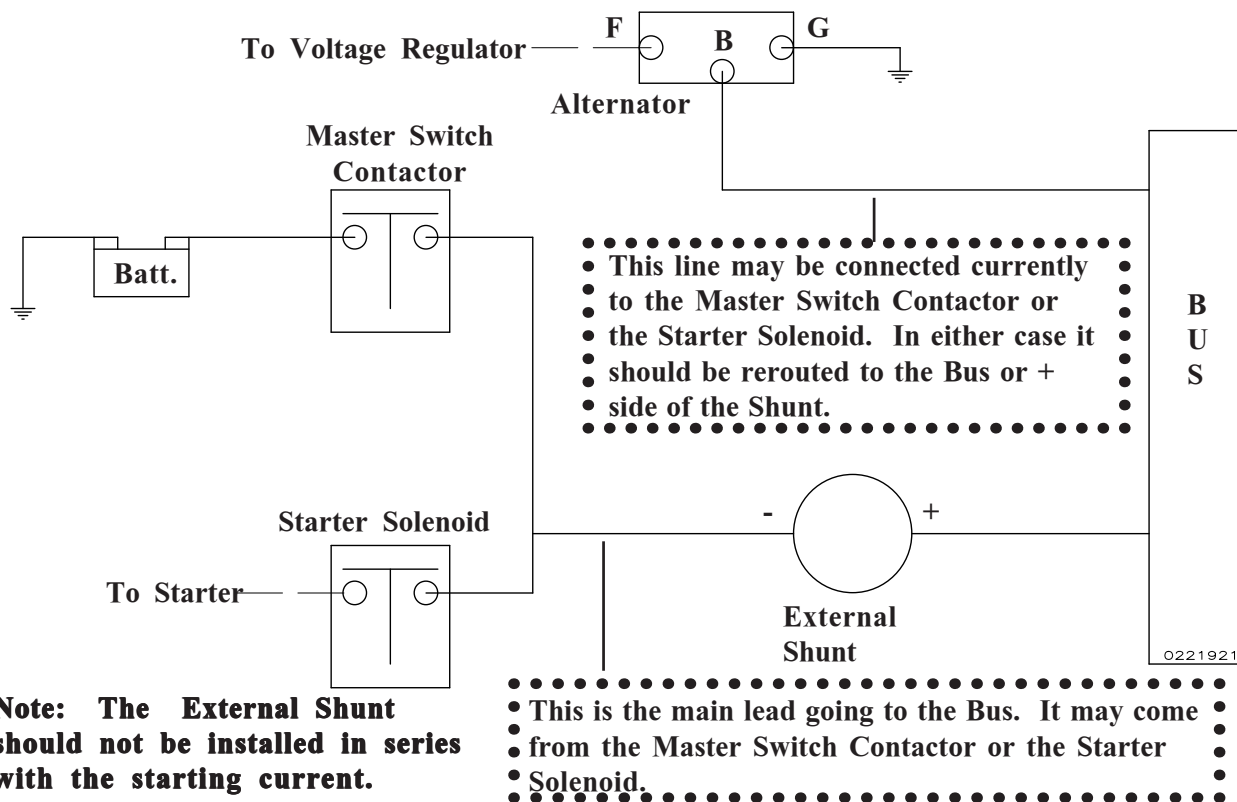 F
B
G
To Voltage Regulator
Alternator
Master Switch
Contactor
Batt.
This line may be connected currently
to the Master Switch Contactor or
the Starter Solenoid. In either case it
should be rerouted to the Bus or +
side of the Shunt.
B
U
S
- +
Starter Solenoid
To Starter
External
Shunt
0221921
Note: The External Shunt
should not be installed in series
with the starting current.
This is the main lead going to the Bus. It may come
from the Master Switch Contactor or the Starter
Solenoid.